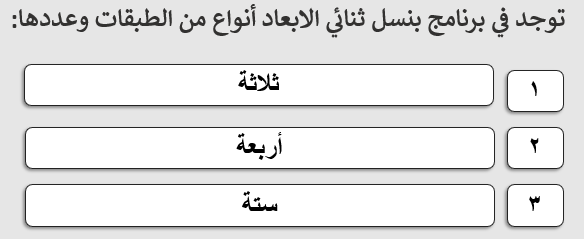 توجد في برنامج بنسل ثنائي الابعاد أنواع من الطبقات وعددها:
١ ثلاثة
٢ أربعة
٣ ستة